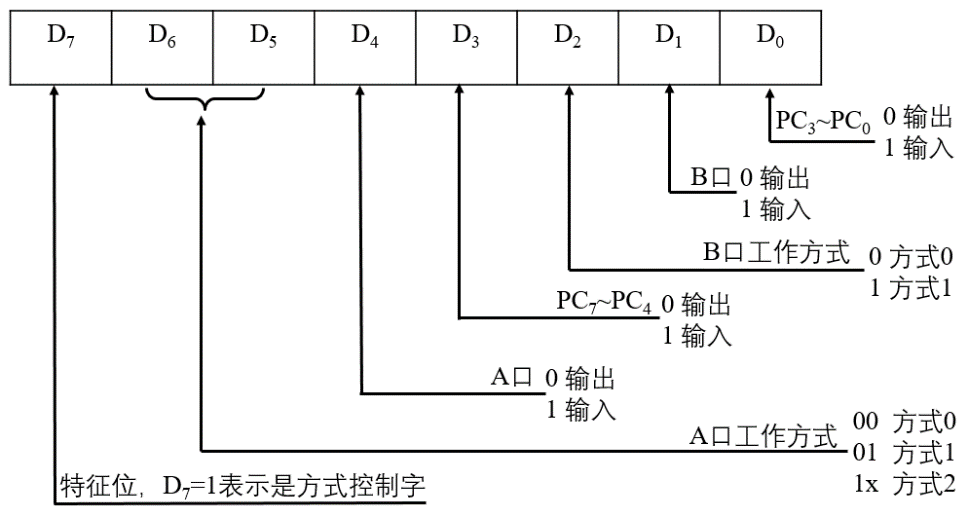 D₇ D₆ D₅ D₄ D₃ D₂ D₁ D₀
PC₃~PC₀ 0 输出
1 输入
B口 0 输出
1 输入
B口工作方式 0 方式0
1 方式1
PC₇~PC₄ 0 输出
1 输入
A口 0 输出
1 输入
00 方式0
A口工作方式 01 方式1
1x 方式2
特征位，D₇=1表示是方式控制字